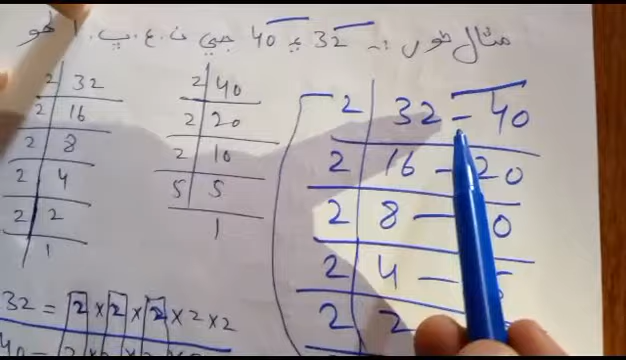 مثال طور :. 32 ۽ 40 جي ن.ع.پ.ا
2 | 32
2 | 16
2 | 8
2 | 4
2 | 2
1
2 | 40
2 | 20
2 | 10
5 | 5
1
2 | 32 - 40
2 | 16 - 20
2 | 8 - 0
2 | 4 -
2 | 2
32 = 2 × 2 × 2 × 2 × 2